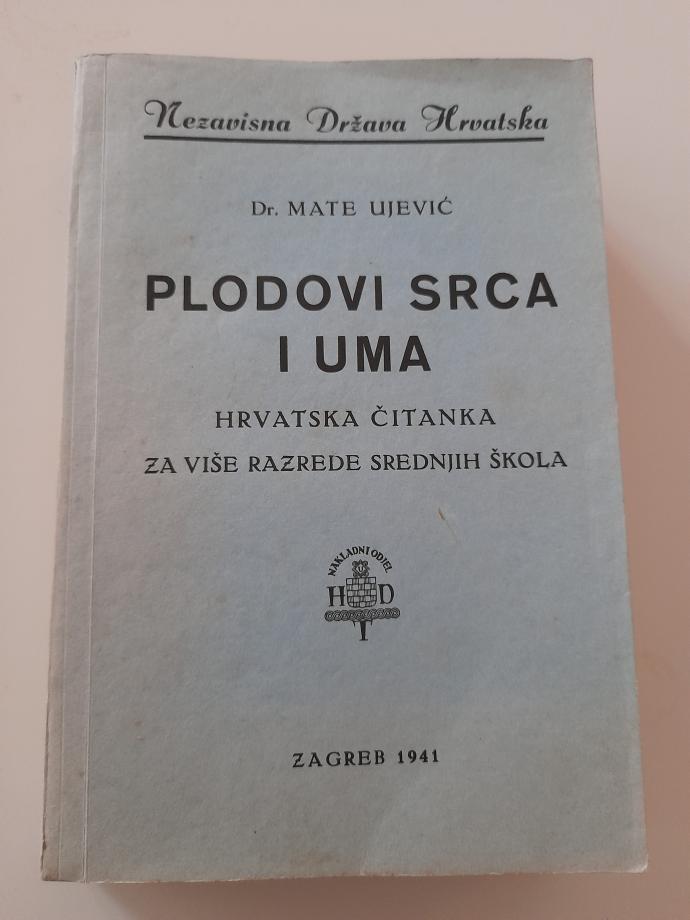 Nezavisna Država Hrvatska
Dr. MATE UJEVIĆ
PLODOVI SRCA
I UMA
HRVATSKA ČITANKA
ZA VIŠE RAZREDE SREDNJIH ŠKOLA
NAKLADNI ODJEL
H D
T
ZAGREB 1941